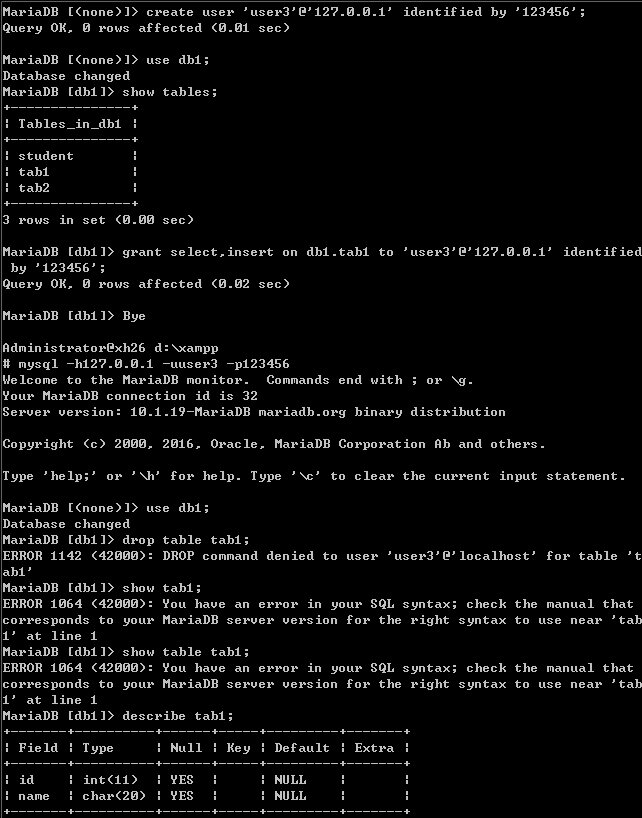 MariaDB [(none)]> create user 'user3'@'127.0.0.1' identified by '123456';
Query OK, 0 rows affected (0.01 sec)
MariaDB [(none)]> use db1;
Database changed
MariaDB [db1]> show tables;
+---------------+
| Tables_in_db1 |
+---------------+
| student       |
| tab1          |
| tab2          |
+---------------+
3 rows in set (0.00 sec)
MariaDB [db1]> grant select,insert on db1.tab1 to 'user3'@'127.0.0.1' identified
 by '123456';
Query OK, 0 rows affected (0.02 sec)
MariaDB [db1]> Bye
Administrator@xh26 d:\xampp
# mysql -h127.0.0.1 -uuser3 -p123456
Welcome to the MariaDB monitor.  Commands end with ; or \g.
Your MariaDB connection id is 32
Server version: 10.1.19-MariaDB mariadb.org binary distribution
Copyright (c) 2000, 2016, Oracle, MariaDB Corporation Ab and others.
Type 'help;' or '\h' for help. Type '\c' to clear the current input statement.
MariaDB [(none)]> use db1;
Database changed
MariaDB [db1]> drop table tab1;
ERROR 1142 (42000): DROP command denied to user 'user3'@'localhost' for table 't
ab1'
MariaDB [db1]> show tab1;
ERROR 1064 (42000): You have an error in your SQL syntax; check the manual that
corresponds to your MariaDB server version for the right syntax to use near 'tab
1' at line 1
MariaDB [db1]> show table tab1;
ERROR 1064 (42000): You have an error in your SQL syntax; check the manual that
corresponds to your MariaDB server version for the right syntax to use near 'tab
1' at line 1
MariaDB [db1]> describe tab1;
+-------+----------+------+-----+---------+-------+
| Field | Type     | Null | Key | Default | Extra |
+-------+----------+------+-----+---------+-------+
| id    | int(11)  | YES  |     | NULL    |       |
| name  | char(20) | YES  |     | NULL    |       |
+-------+----------+------+-----+---------+-------+